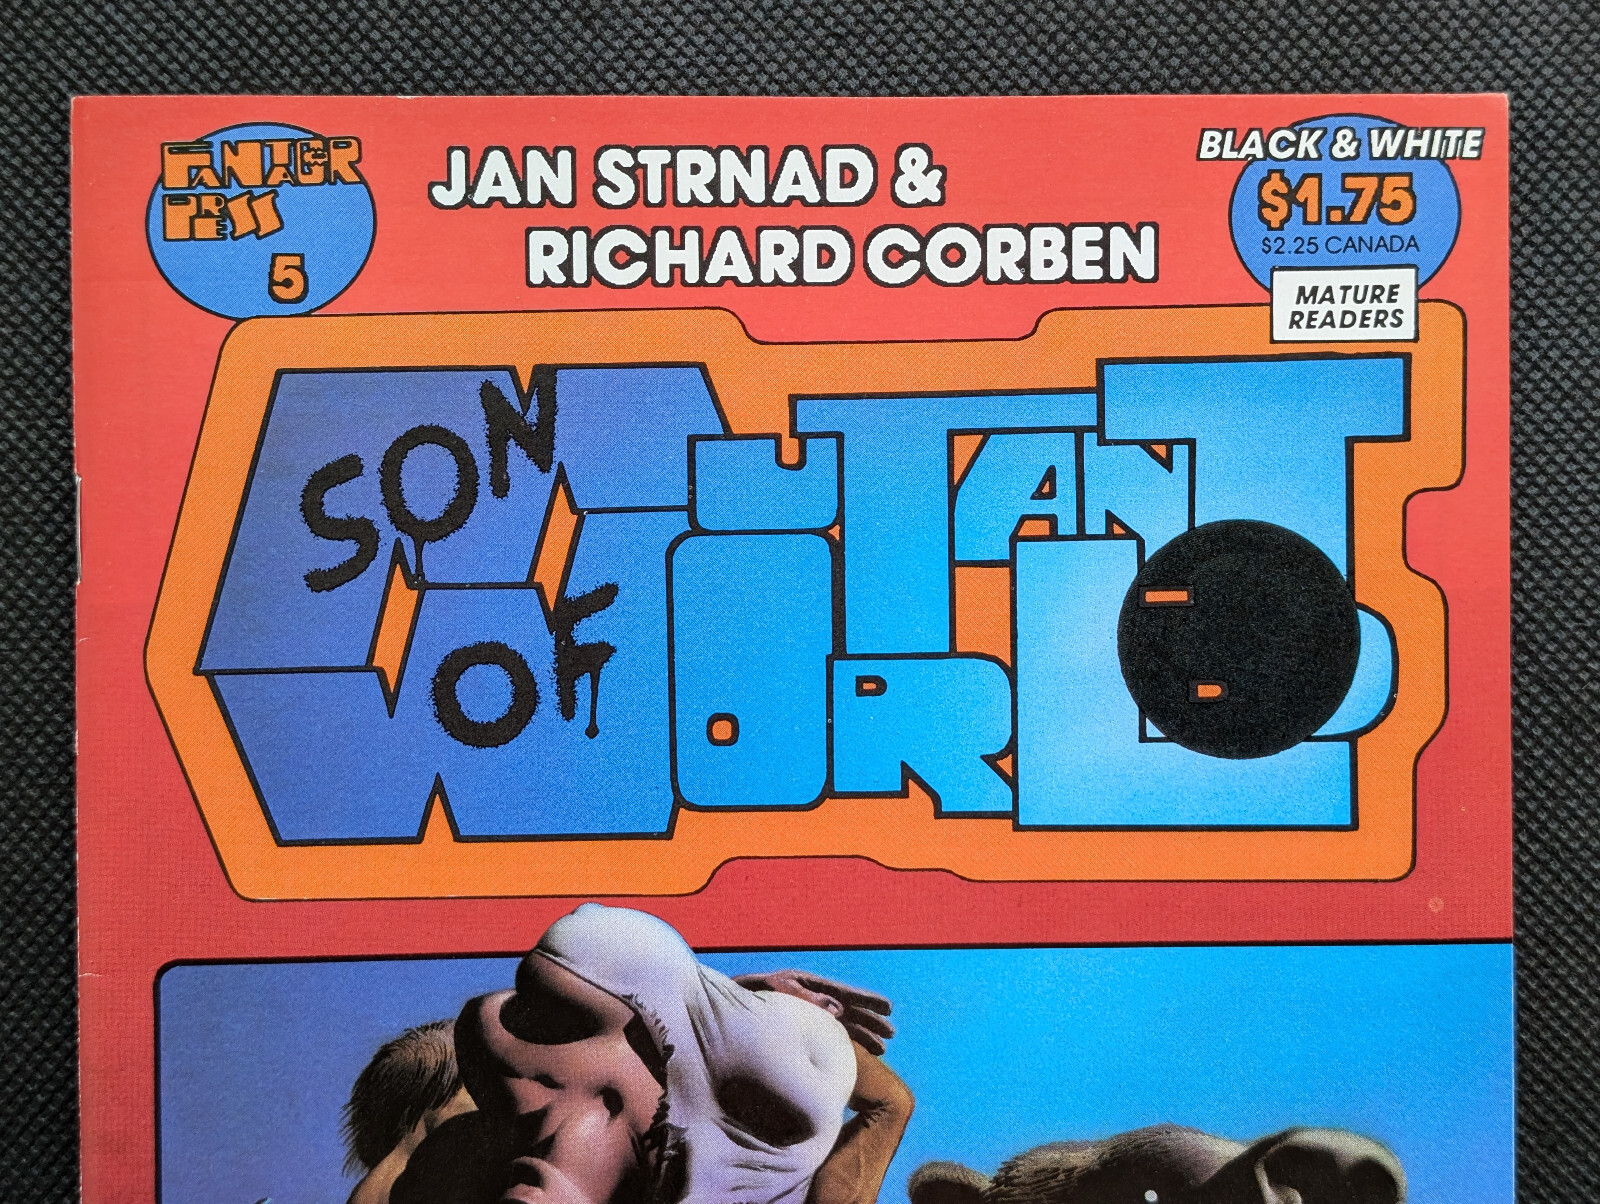 FANTAGOR
PRESS
5
JAN STRNAD &
RICHARD CORBEN
BLACK & WHITE
$1.75
$2.25 CANADA
MATURE
READERS
SON
OF
MUTANT
WORLD